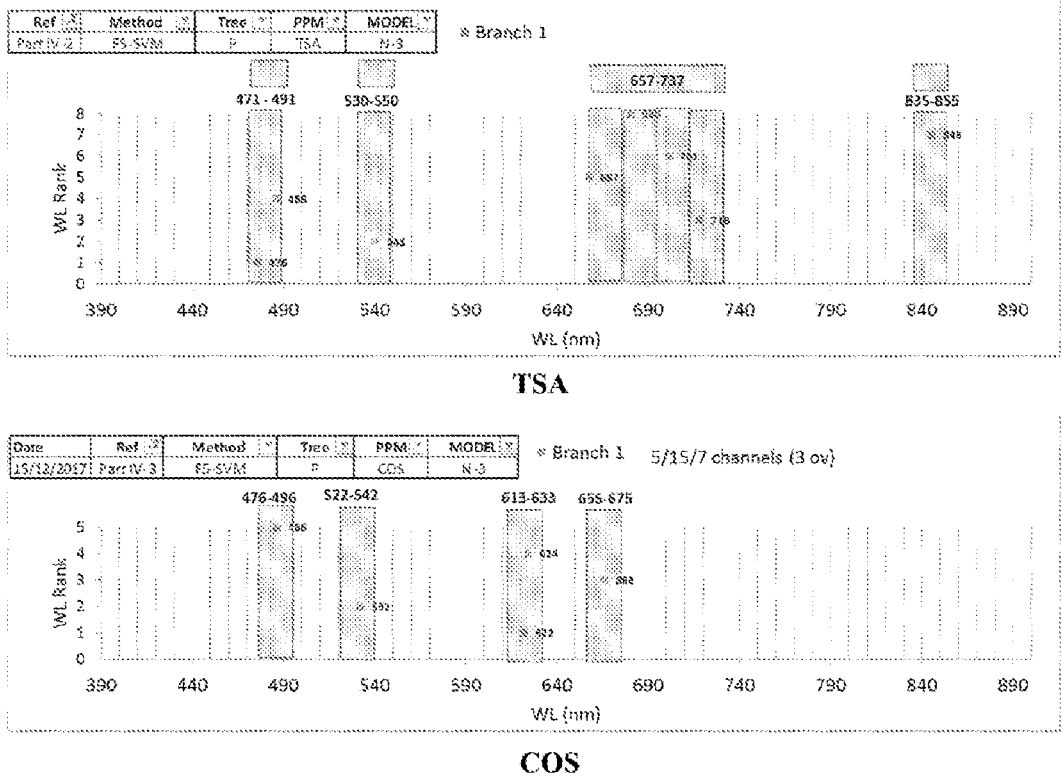 Ref Method Tree PPM MODEL
Part IV-2 FS-SVM P TSA N-3
Branch 1
471 - 491 530-550 657-737 835-855
8
7
6
5
4
3
2
1
0
WL Rank
390 440 490 540 590 640 690 740 790 840 890
WL (nm)
TSA
Date Ref Method Tree PPM MODEL
15/12/2017 Part IV-3 FS-SVM P COS N-3
Branch 1 5/15/7 channels (3 ov)
476-496 522-542 613-633 655-675
5
4
3
2
1
0
WL Rank
390 440 490 540 590 640 690 740 790 840 890
WL (nm)
COS